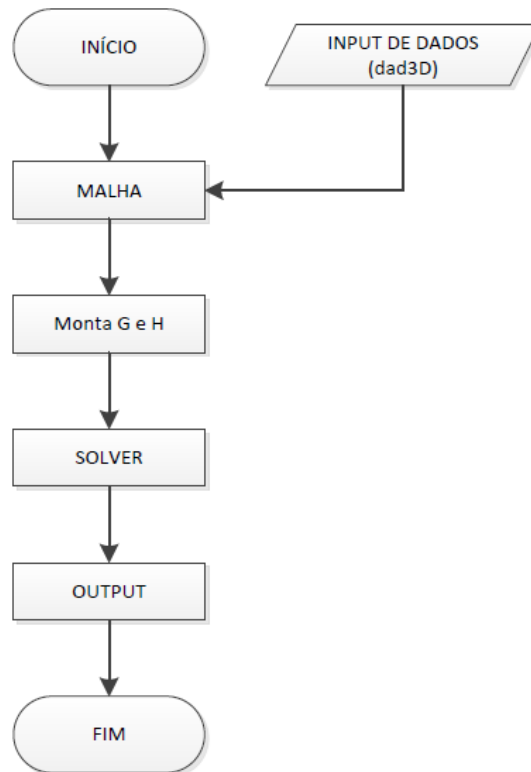 INÍCIO
INPUT DE DADOS
(dad3D)
MALHA
Monta G e H
SOLVER
OUTPUT
FIM